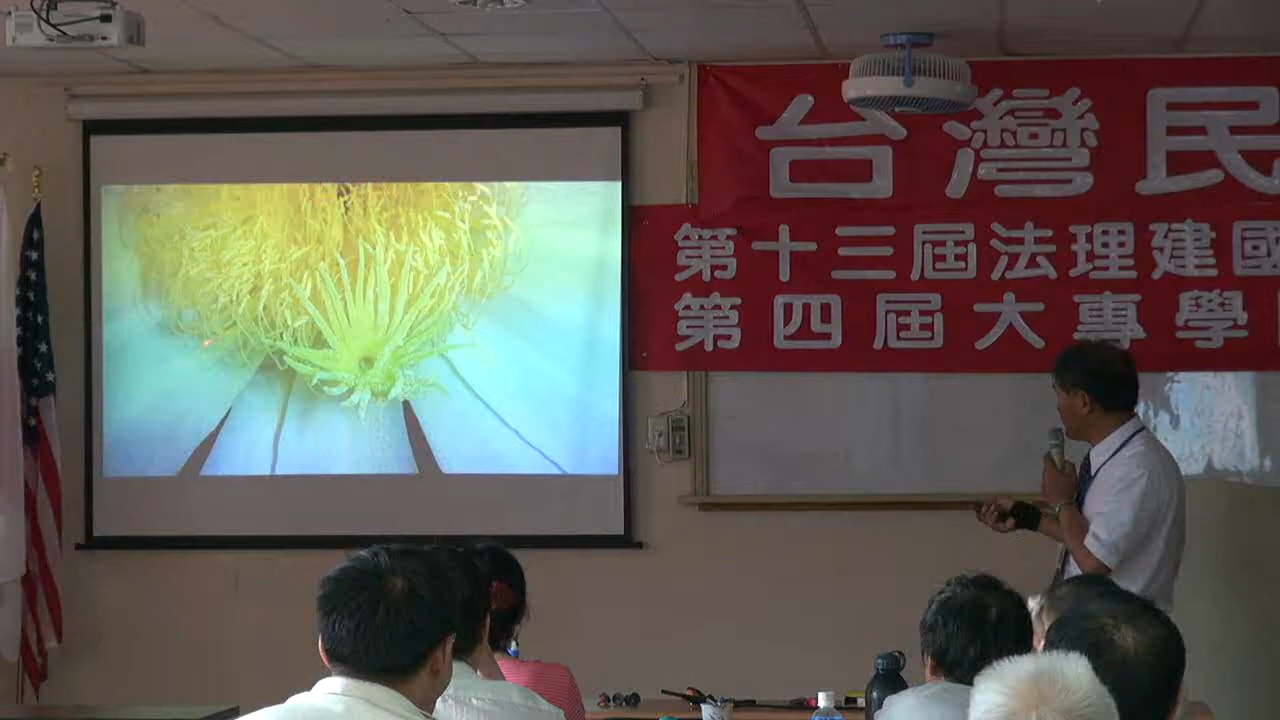 台灣民
第十三屆法理建國
第四屆大專學